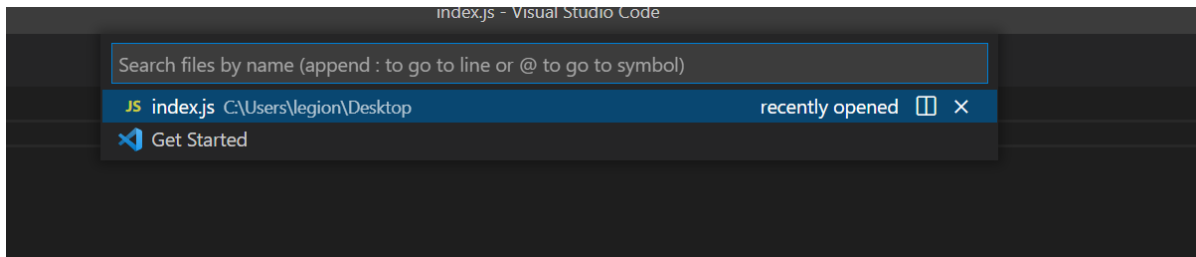 index.js - Visual Studio Code
Search files by name (append : to go to line or @ to go to symbol)
JS index.js C:\Users\legion\Desktop recently opened
Get Started